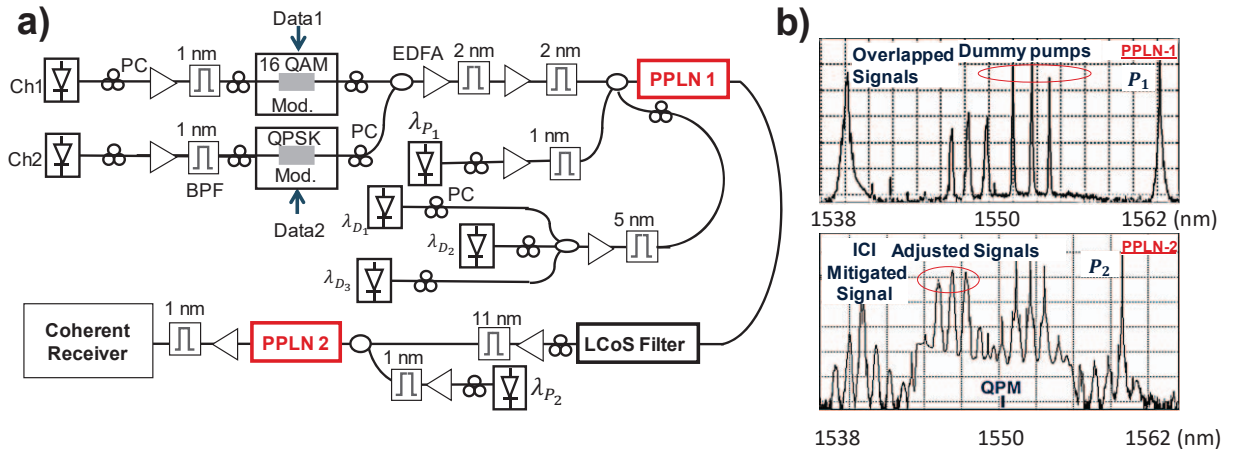 a)
Data1
1 nm
16 QAM
EDFA
2 nm
2 nm
PC
Ch1
Mod.
PPLN 1
1 nm
QPSK
PC
λP1
1 nm
Ch2
Mod.
BPF
Data2
PC
λD1
λD2
5 nm
λD3
1 nm
11 nm
Coherent
Receiver
PPLN 2
LCoS Filter
1 nm
λP2
b)
Overlapped
Signals
Dummy pumps
PPLN-1
P1
1538
1550
1562 (nm)
ICI
Mitigated
Signal
Adjusted Signals
PPLN-2
P2
QPM
1538
1550
1562 (nm)